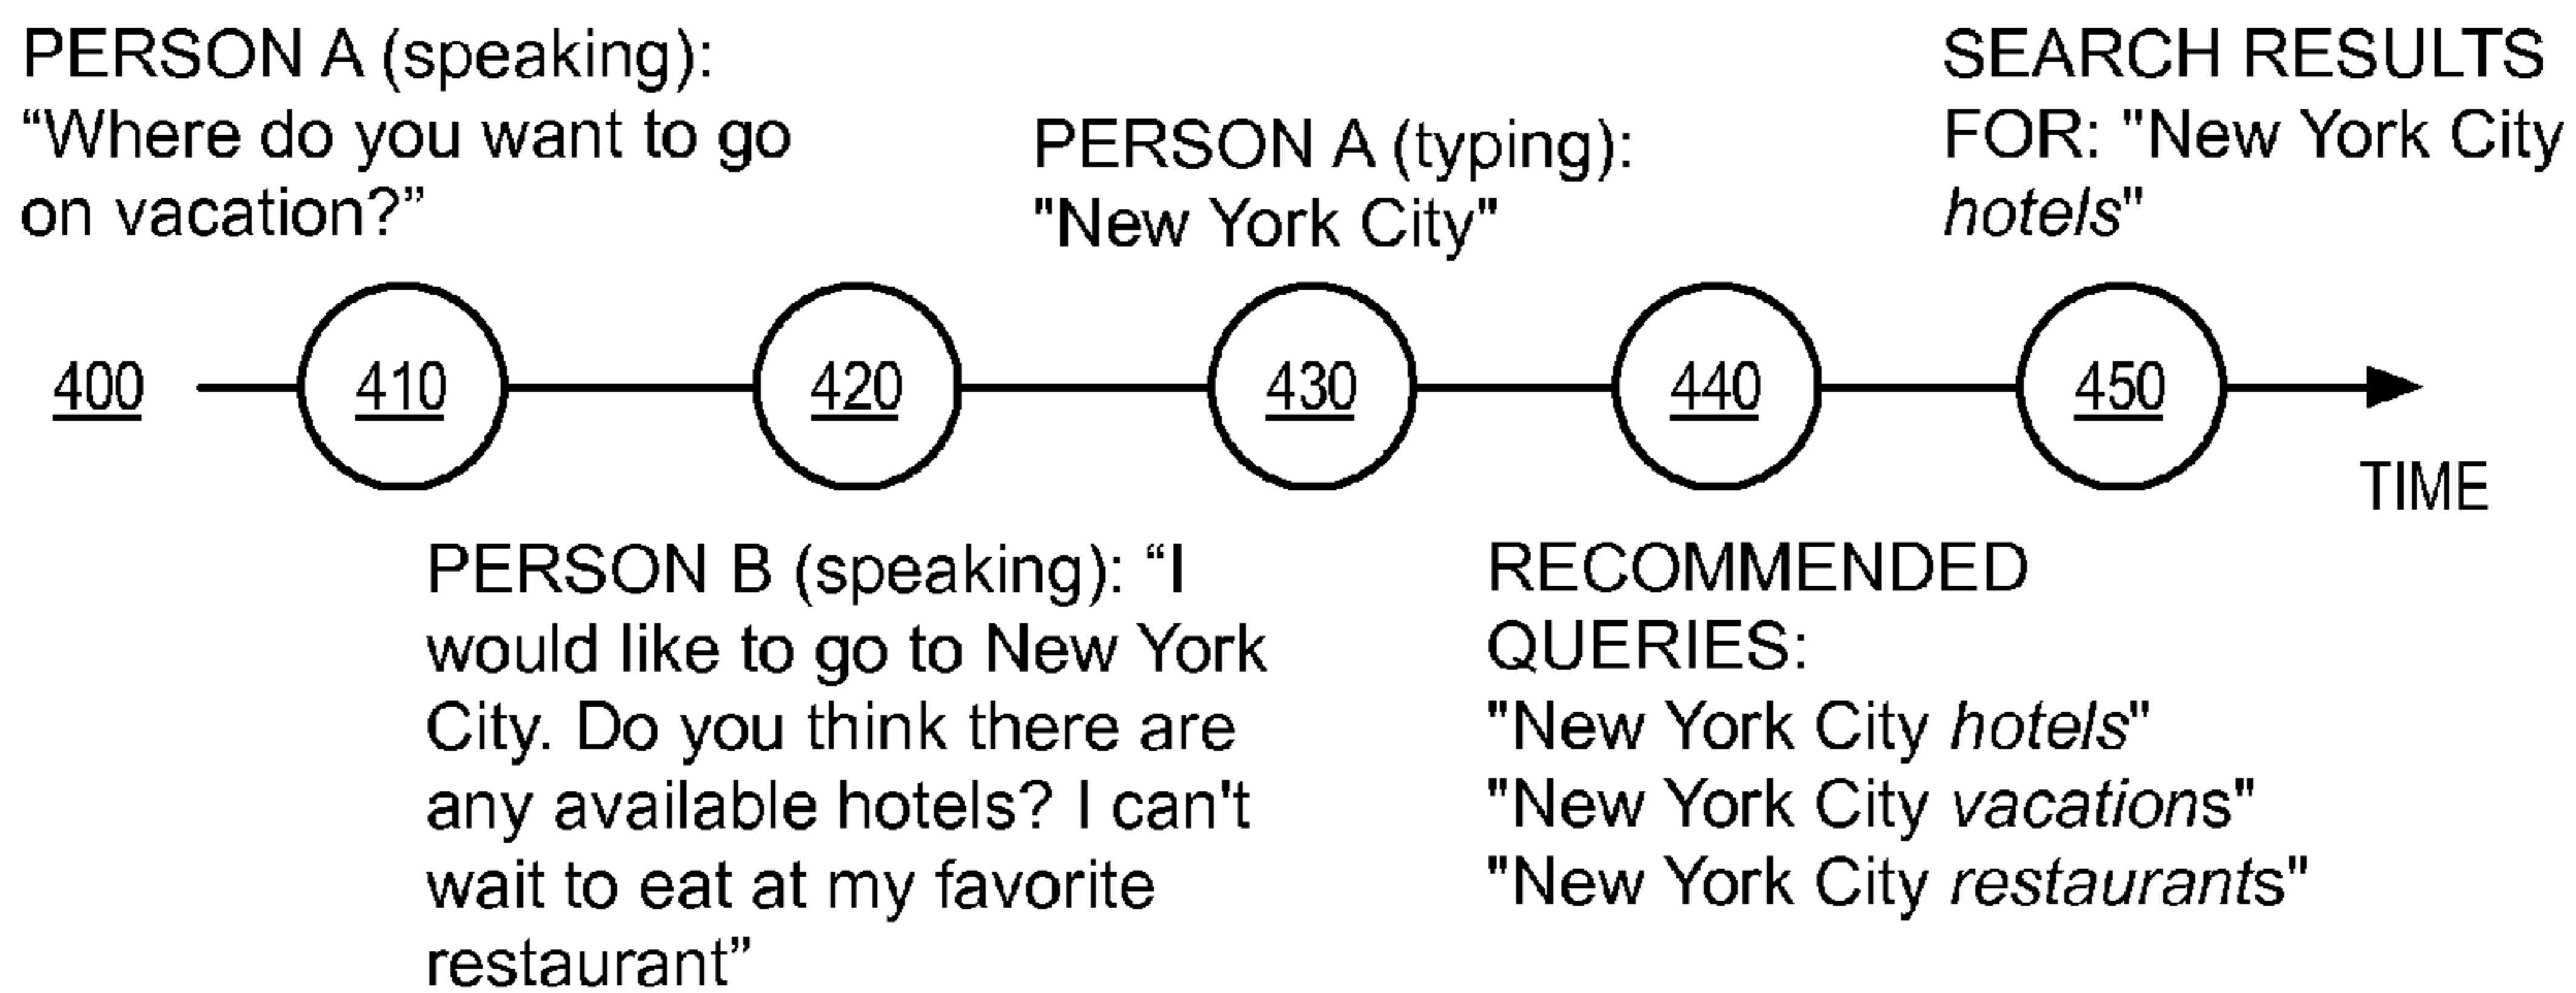 PERSON A (speaking):
“Where do you want to go
on vacation?”
PERSON A (typing):
"New York City"
SEARCH RESULTS
FOR: "New York City
hotels"
400
410
420
430
440
450
TIME
PERSON B (speaking): “I
would like to go to New York
City. Do you think there are
any available hotels? I can't
wait to eat at my favorite
restaurant”
RECOMMENDED
QUERIES:
"New York City hotels"
"New York City vacations"
"New York City restaurants"